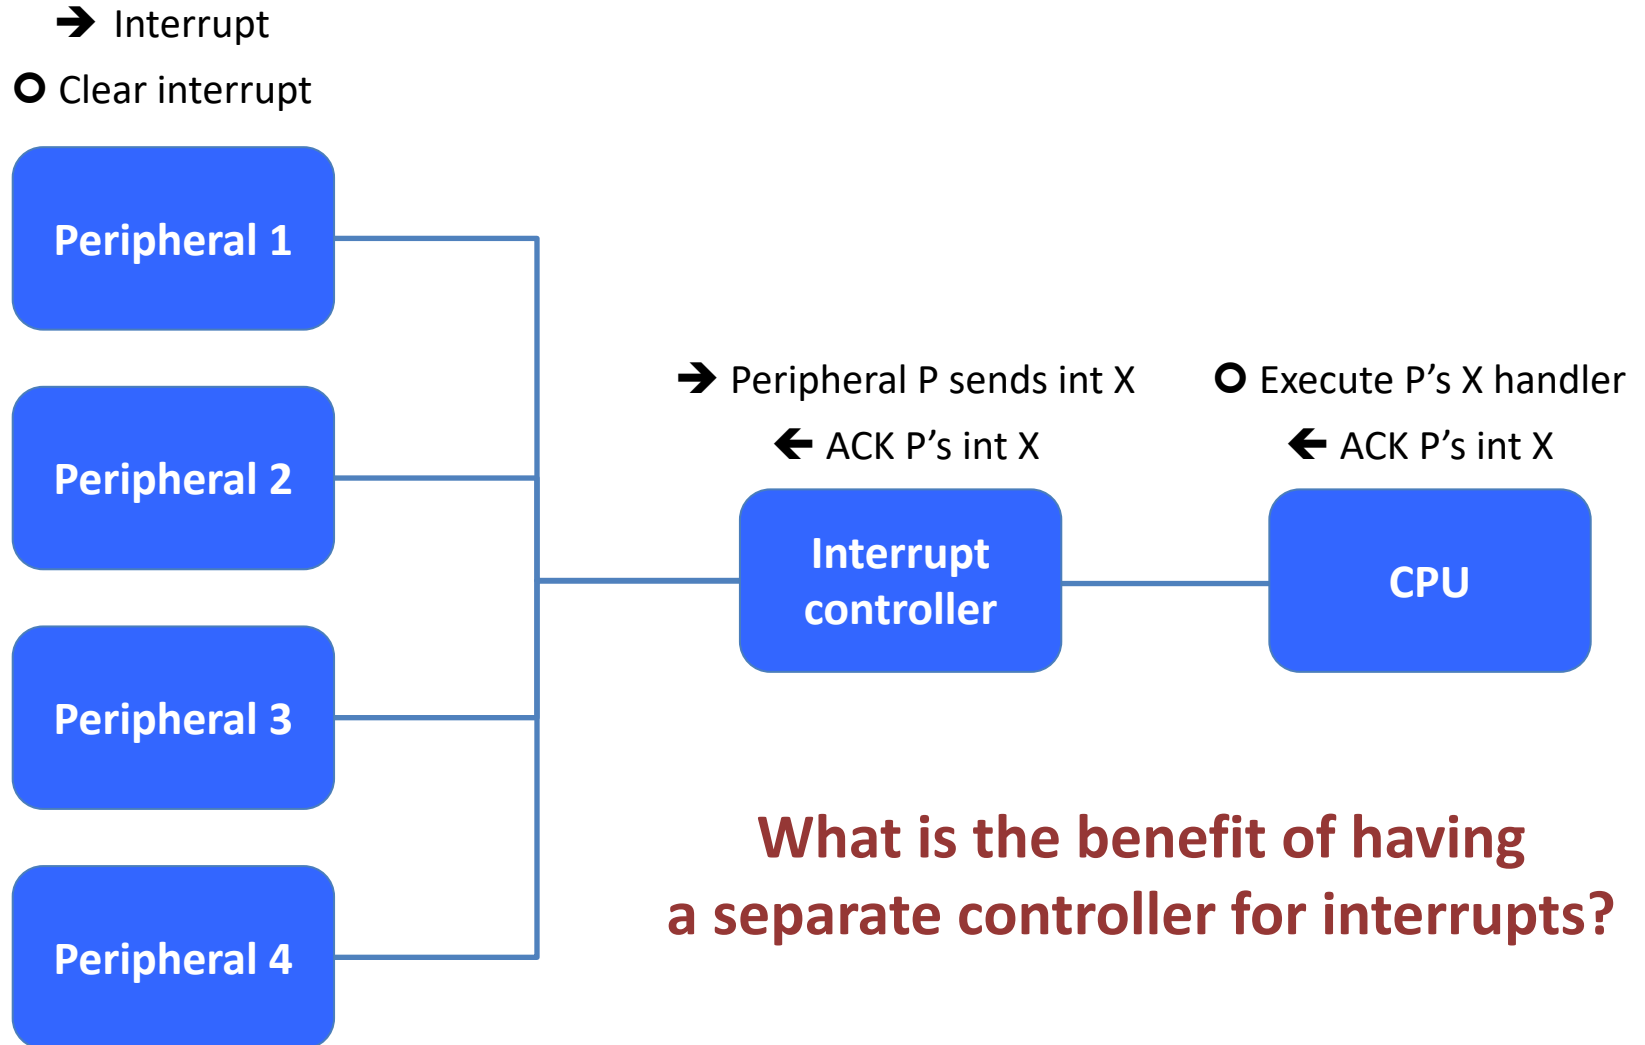 ➔ Interrupt
O Clear interrupt
Peripheral 1
Peripheral 2
Peripheral 3
Peripheral 4
➔ Peripheral P sends int X
🡸 ACK P’s int X
Interrupt
controller
O Execute P’s X handler
🡸 ACK P’s int X
CPU
What is the benefit of having
a separate controller for interrupts?